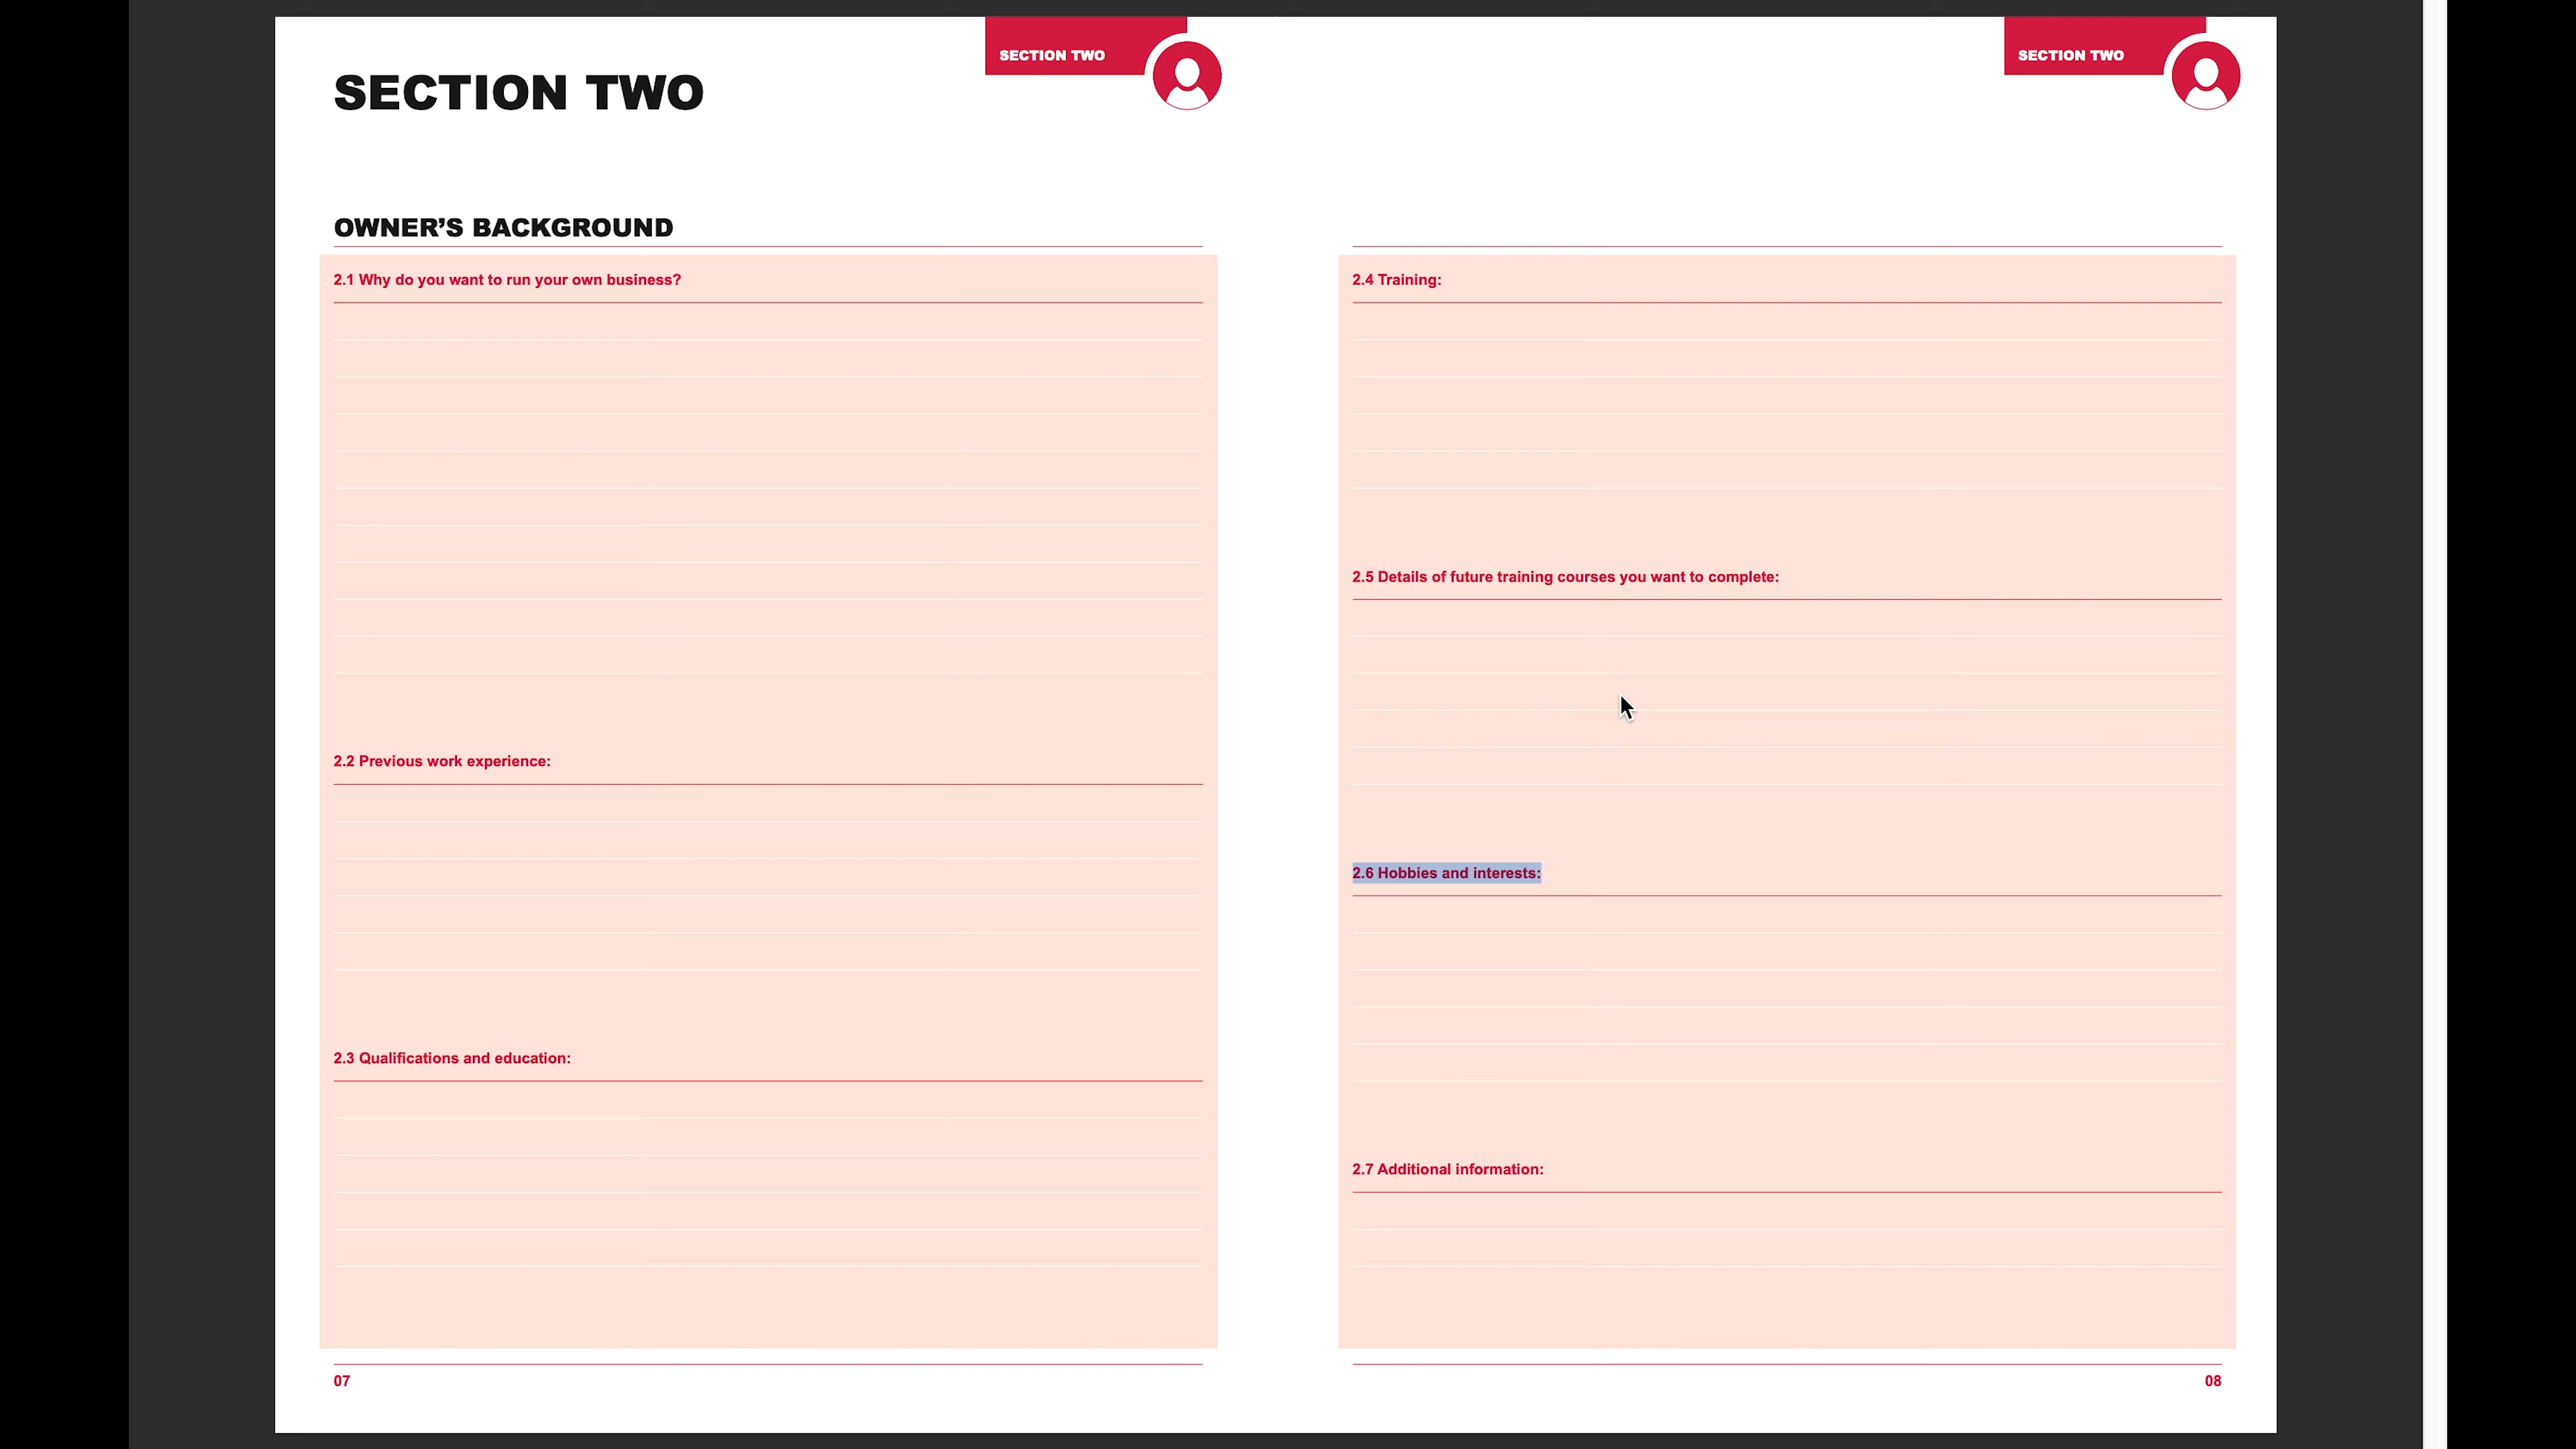 SECTION TWO
SECTION TWO
OWNER’S BACKGROUND
2.1 Why do you want to run your own business?
2.2 Previous work experience:
2.3 Qualifications and education:
07
SECTION TWO
2.4 Training:
2.5 Details of future training courses you want to complete:
2.6 Hobbies and interests:
2.7 Additional information:
08